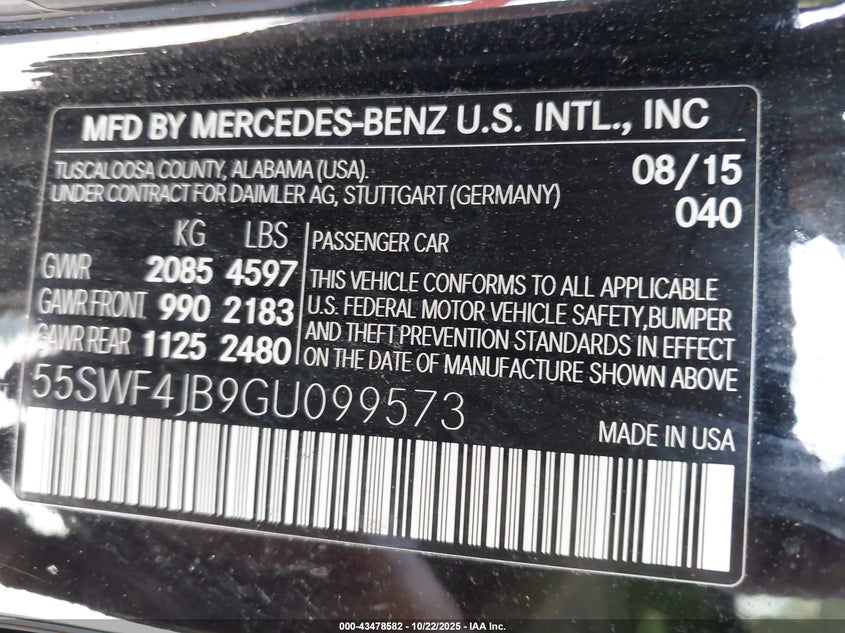 MFD BY MERCEDES-BENZ U.S. INTL., INC
TUSCALOOSA COUNTY, ALABAMA (USA).
UNDER CONTRACT FOR DAIMLER AG, STUTTGART (GERMANY)
08/15
040
KG LBS
GVWR 2085 4597
GAWR FRONT 990 2183
GAWR REAR 1125 2480
PASSENGER CAR
THIS VEHICLE CONFORMS TO ALL APPLICABLE
U.S. FEDERAL MOTOR VEHICLE SAFETY,BUMPER
AND THEFT PREVENTION STANDARDS IN EFFECT
ON THE DATE OF MANUFACTURE SHOWN ABOVE
55SWF4JB9GU099573
MADE IN USA
000-43478582 - 10/22/2025 - IAA Inc.